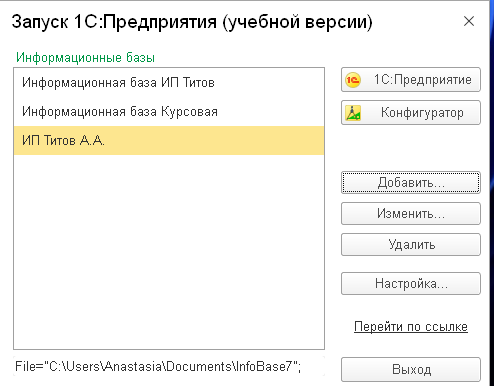 Запуск 1С:Предприятия (учебной версии)
Информационные базы
Информационная база ИП Титов
Информационная база Курсовая
ИП Титов А.А.
1С:Предприятие
Конфигуратор
Добавить...
Изменить...
Удалить
Настройка...
Перейти по ссылке
Выход
File="C:\Users\Anastasia\Documents\InfoBase7";